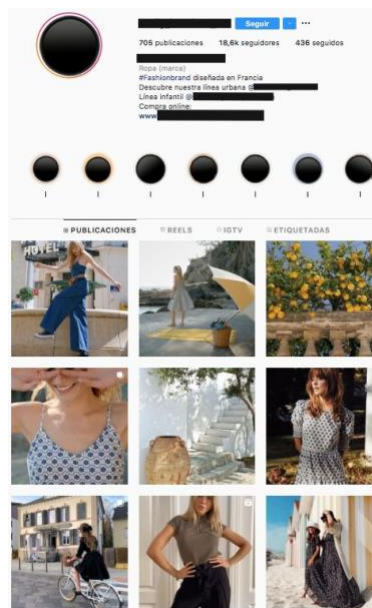 Seguir
705 publicaciones 18,6k seguidores 436 seguidos
Ropa (marca)
#Fashionbrand diseñada en Francia
Descubre nuestra línea urbana @
Línea infantil @
Compra online:
www
PUBLICACIONES REELS IGTV ETIQUETADAS
HOTEL